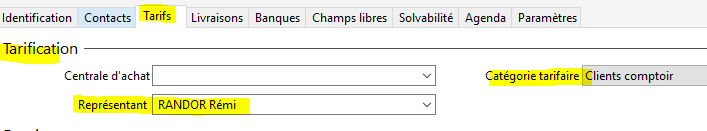 Identification Contacts Tarifs Livraisons Banques Champs libres Solvabilité Agenda Paramètres
Tarification
Centrale d'achat Catégorie tarifaire Clients comptoir
Représentant RANDOR Rémi